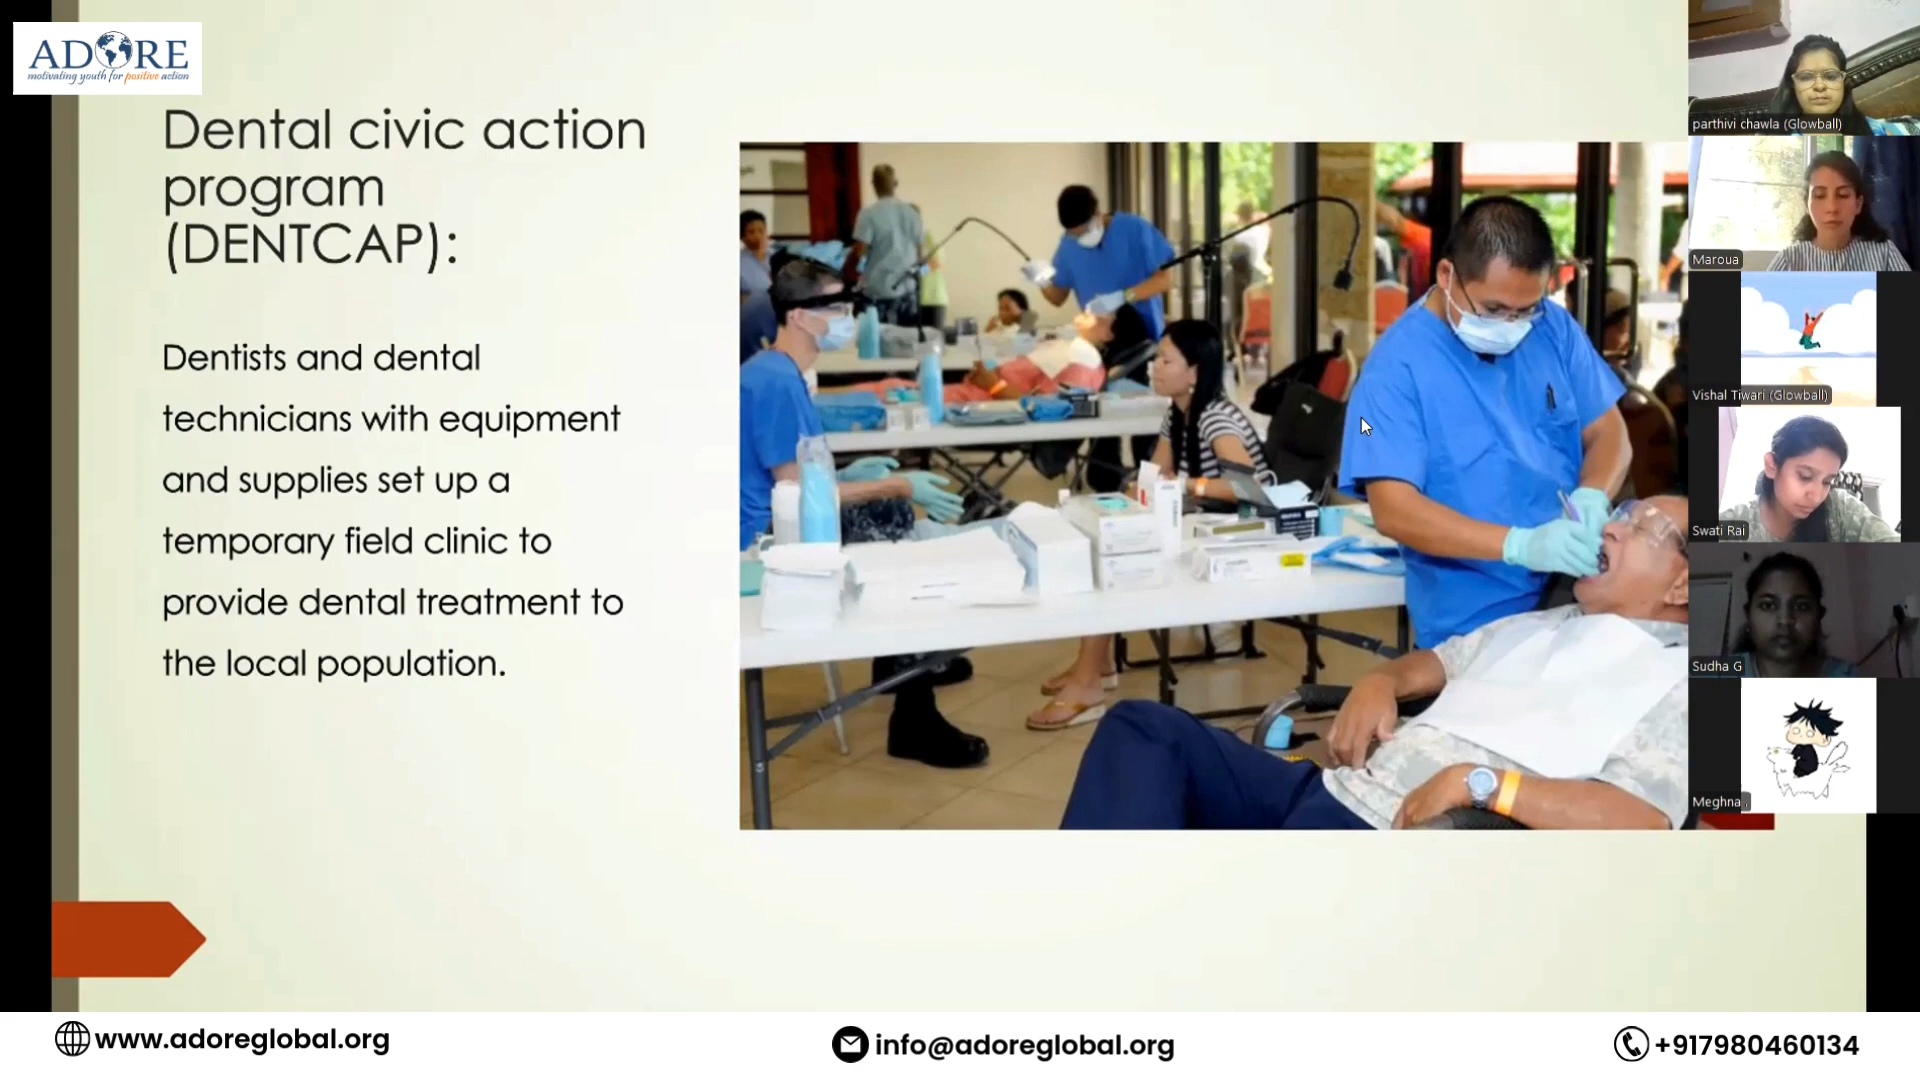 ADORE
motivating youth for positive action
Dental civic action
program
(DENTCAP):
Dentists and dental
technicians with equipment
and supplies set up a
temporary field clinic to
provide dental treatment to
the local population.
parthivi chawla (Glowball)
Maroua
Vishal Tiwari (Glowball)
Swati Rai
Sudha G
Meghna .
www.adoreglobal.org
info@adoreglobal.org
+917980460134